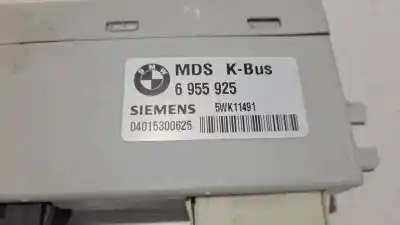 BMW
MDS K-Bus
6 955 925
SIEMENS 5WK11491
04015300625